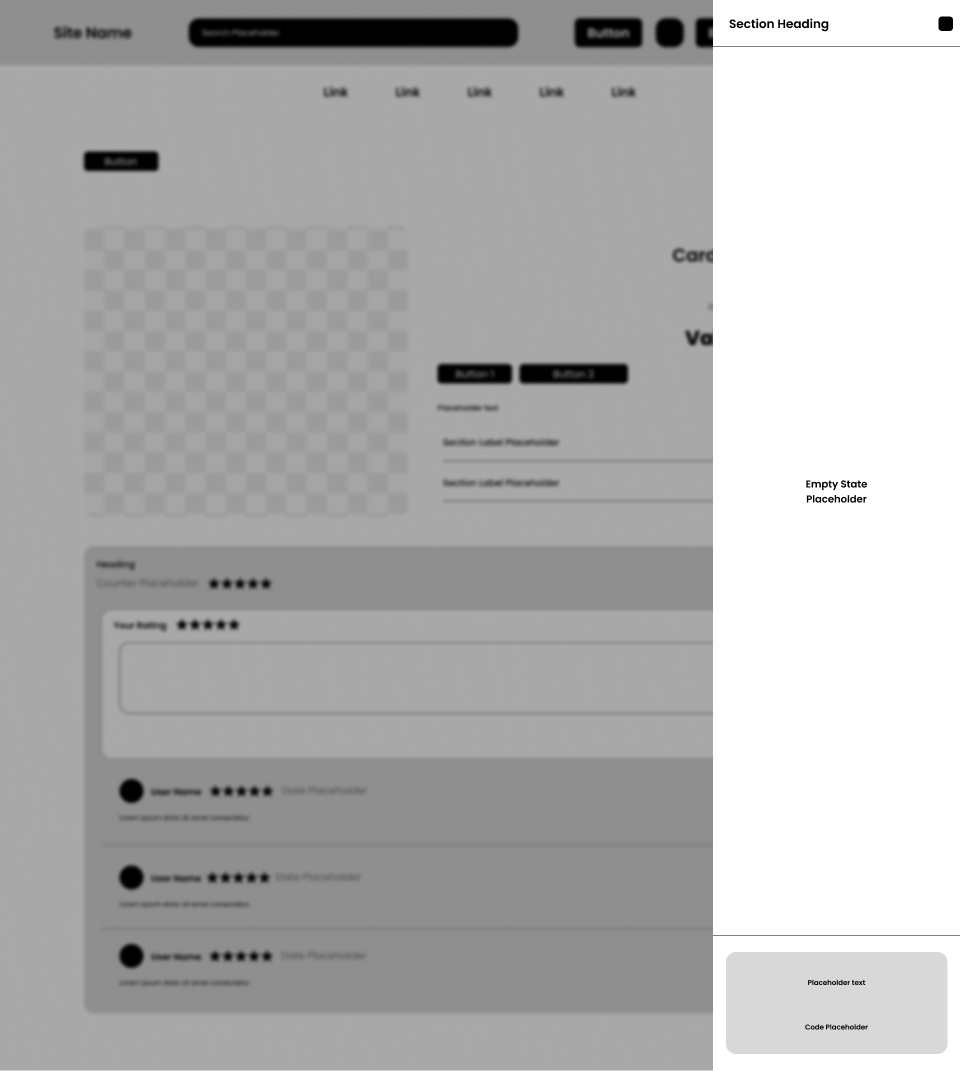 Site Name
Search Placeholder
Button
Section Heading
Link Link Link Link Link
Button
Button 1 Button 2
Placeholder text
Section Label Placeholder
Section Label Placeholder
Empty State
Placeholder
Heading
Counter Placeholder
Your Rating
User Name Date Placeholder
Lorem ipsum dolor sit amet consectetur
User Name Date Placeholder
Lorem ipsum dolor sit amet consectetur
User Name Date Placeholder
Lorem ipsum dolor sit amet consectetur
Placeholder text
Code Placeholder